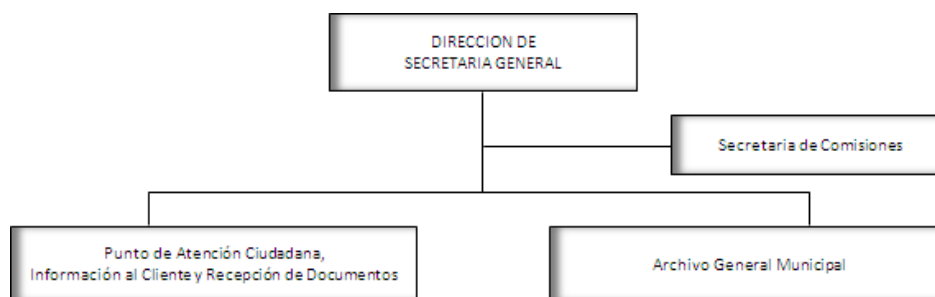 DIRECCION DE
SECRETARIA GENERAL
Secretaria de Comisiones
Punto de Atención Ciudadana,
Información al Cliente y Recepción de Documentos
Archivo General Municipal